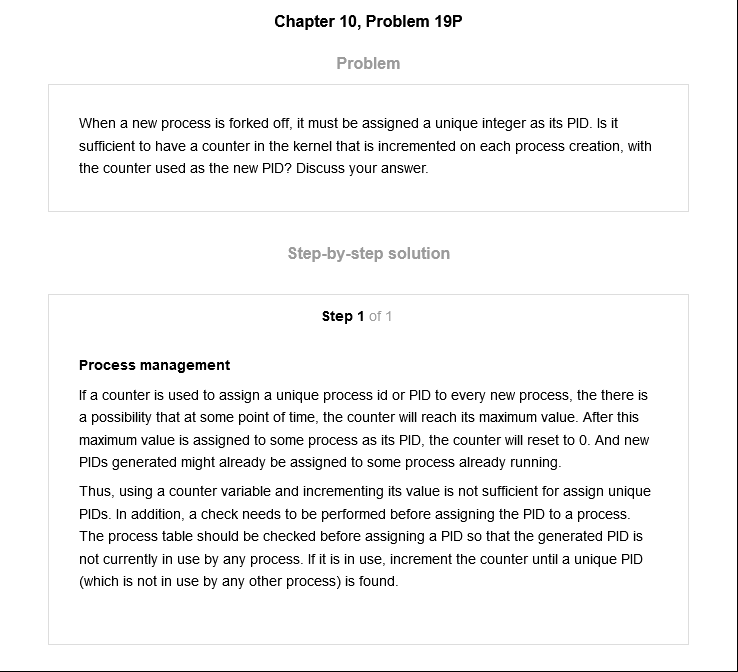 Chapter 10, Problem 19P
Problem
When a new process is forked off, it must be assigned a unique integer as its PID. Is it
sufficient to have a counter in the kernel that is incremented on each process creation, with
the counter used as the new PID? Discuss your answer.
Step-by-step solution
Step 1 of 1
Process management
If a counter is used to assign a unique process id or PID to every new process, the there is
a possibility that at some point of time, the counter will reach its maximum value. After this
maximum value is assigned to some process as its PID, the counter will reset to 0. And new
PIDs generated might already be assigned to some process already running.
Thus, using a counter variable and incrementing its value is not sufficient for assign unique
PIDs. In addition, a check needs to be performed before assigning the PID to a process.
The process table should be checked before assigning a PID so that the generated PID is
not currently in use by any process. If it is in use, increment the counter until a unique PID
(which is not in use by any other process) is found.